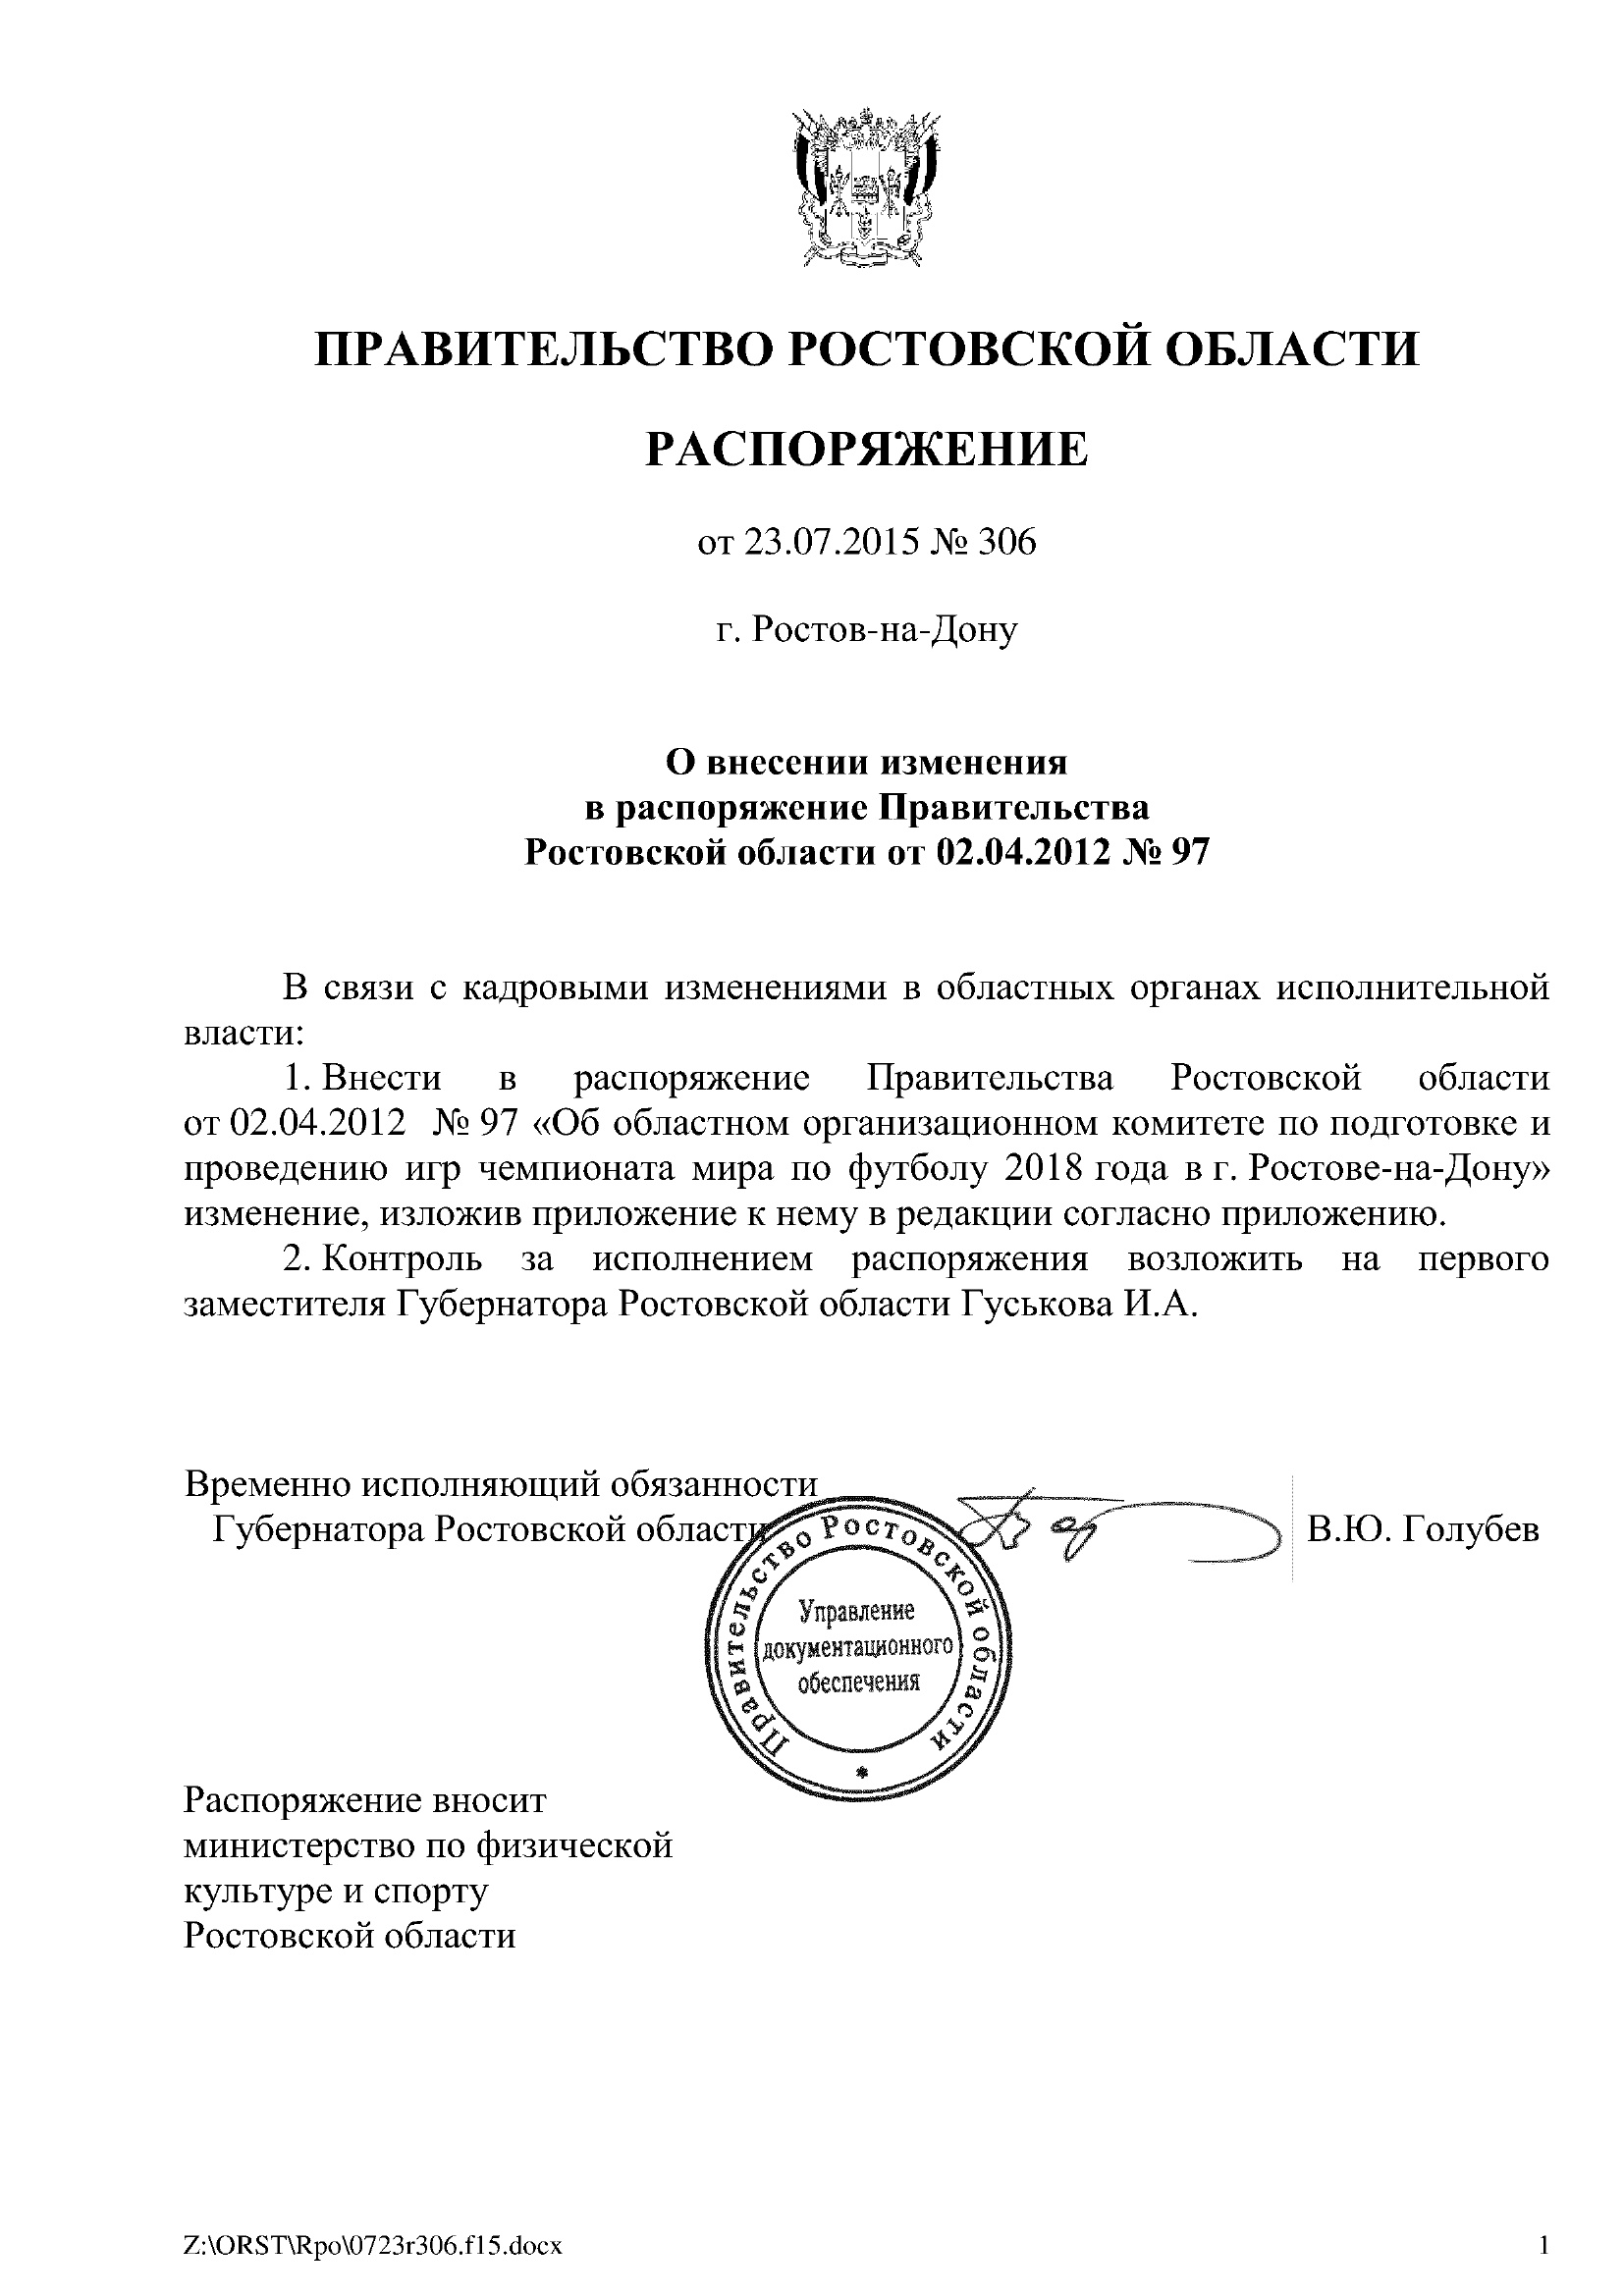 ПРАВИТЕЛЬСТВО РОСТОВСКОЙ ОБЛАСТИ
РАСПОРЯЖЕНИЕ
от 23.07.2015 № 306
г. Ростов-на-Дону
О внесении изменения
в распоряжение Правительства
Ростовской области от 02.04.2012 № 97
В связи с кадровыми изменениями в областных органах исполнительной
власти:
1. Внести в распоряжение Правительства Ростовской области
от 02.04.2012 № 97 «Об областном организационном комитете по подготовке и
проведению игр чемпионата мира по футболу 2018 года в г. Ростове-на-Дону»
изменение, изложив приложение к нему в редакции согласно приложению.
2. Контроль за исполнением распоряжения возложить на первого
заместителя Губернатора Ростовской области Гуськова И.А.
Временно исполняющий обязанности
Губернатора Ростовской области В.Ю. Голубев
Правительство Ростовской области
Управление
документационного
обеспечения
Распоряжение вносит
министерство по физической
культуре и спорту
Ростовской области
Z:\ORST\Rpo\0723r306.f15.docx 1